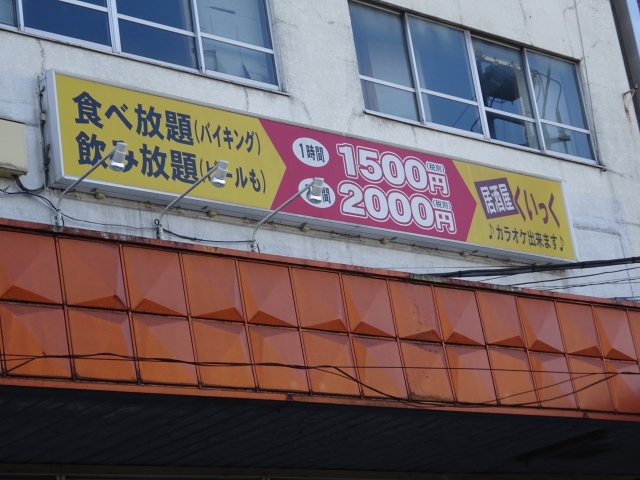 食べ放題(バイキング)
飲み放題(ビールも)
1時間 1500円(税別)
間 2000円(税別)
居酒屋 くいっく
♪カラオケ出来ます♪